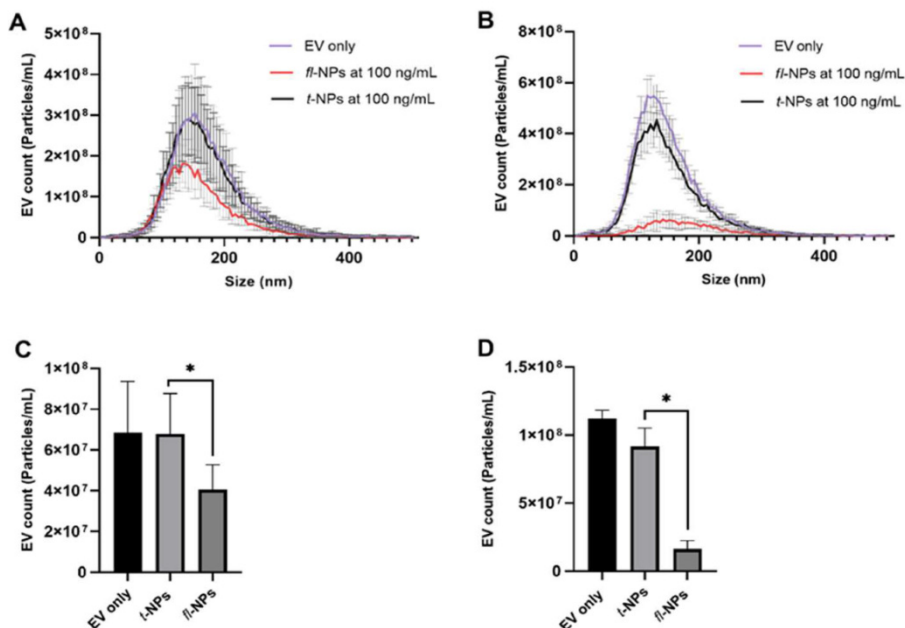 A
EV count (Particles/mL)
5×10⁸
4×10⁸
3×10⁸
2×10⁸
1×10⁸
0
0
200
400
Size (nm)
EV only
fl-NPs at 100 ng/mL
t-NPs at 100 ng/mL
B
EV count (Particles/mL)
8×10⁸
6×10⁸
4×10⁸
2×10⁸
0
0
200
400
Size (nm)
EV only
fl-NPs at 100 ng/mL
t-NPs at 100 ng/mL
C
EV count (Particles/mL)
1×10⁸
8×10⁷
6×10⁷
4×10⁷
2×10⁷
0
*
EV only
t-NPs
fl-NPs
D
EV count (Particles/mL)
1.5×10⁸
1×10⁸
5×10⁷
0
*
EV only
t-NPs
fl-NPs